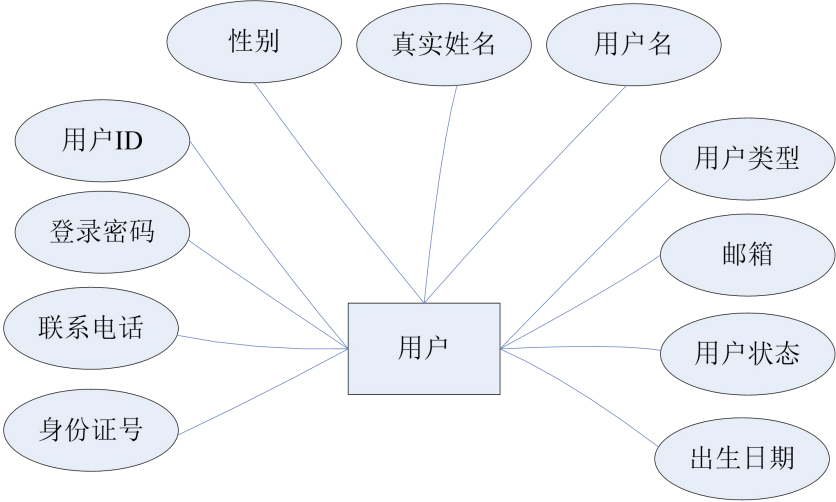 性别
真实姓名
用户名
用户ID
用户类型
登录密码
邮箱
联系电话
用户
用户状态
身份证号
出生日期